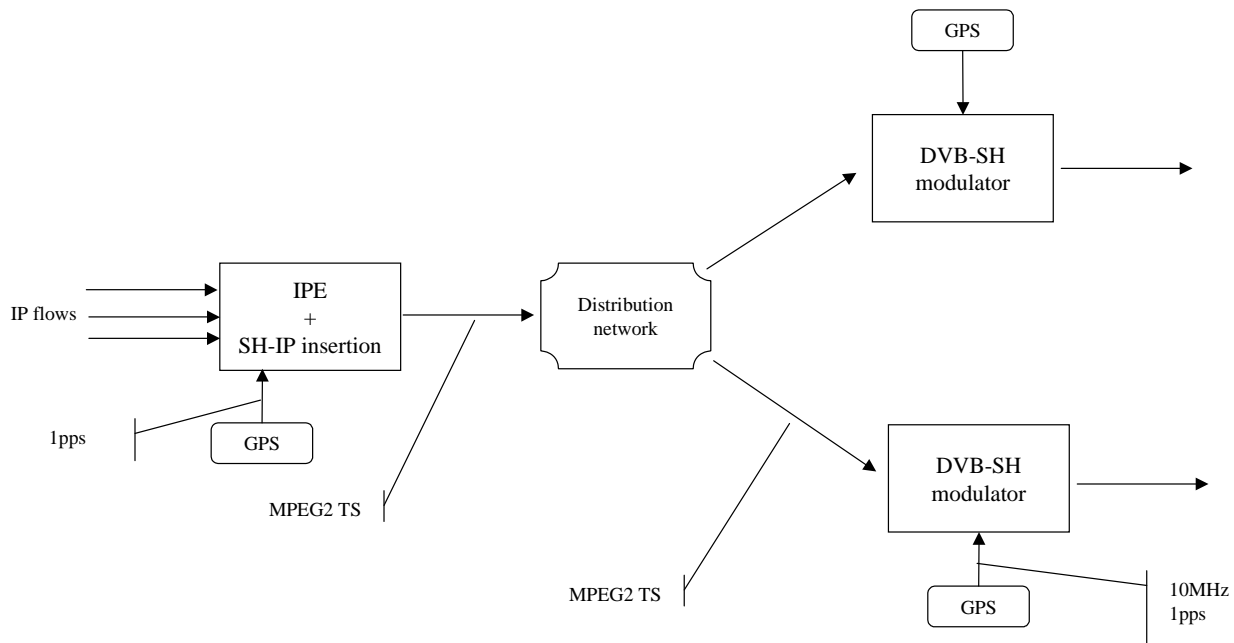 GPS
DVB-SH
modulator
IP flows
IPE
+
SH-IP insertion
Distribution
network
1pps
GPS
MPEG2 TS
DVB-SH
modulator
MPEG2 TS
GPS
10MHz
1pps